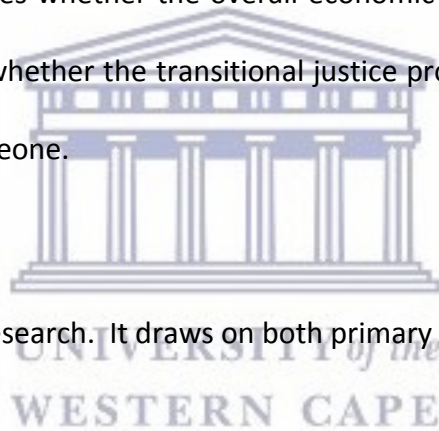 es whether the overall economic
whether the transitional justice pro
eone.
esearch. It draws on both primary
UNIVERSITY of the
WESTERN CAPE